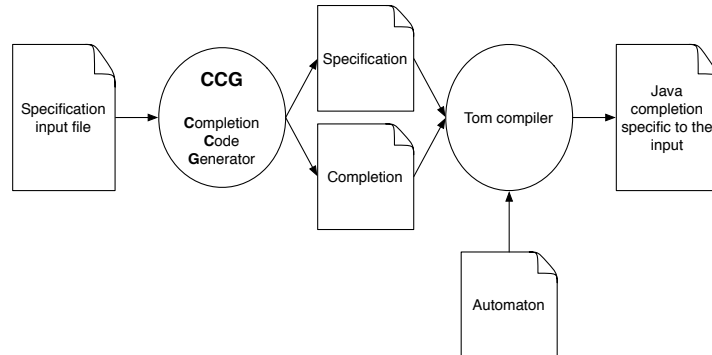 Specification
input file
CCG
Completion
Code
Generator
Specification
Completion
Tom compiler
Automaton
Java
completion
specific to the
input